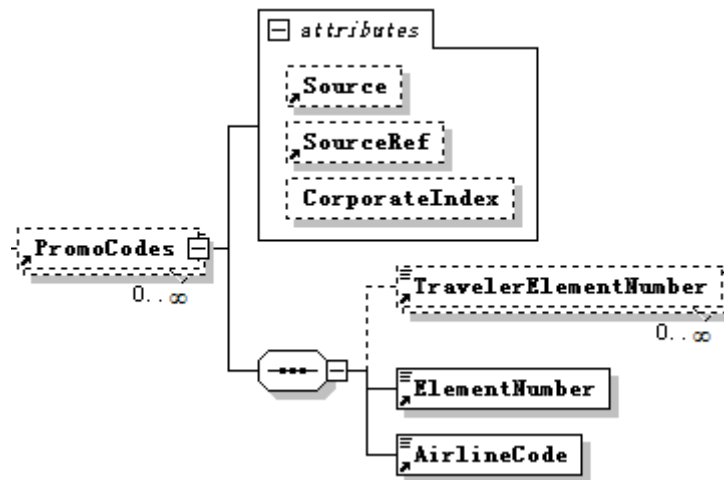 attributes
Source
SourceRef
CorporateIndex
PromoCodes
0..∞
TravelerElementNumber
0..∞
ElementNumber
AirlineCode